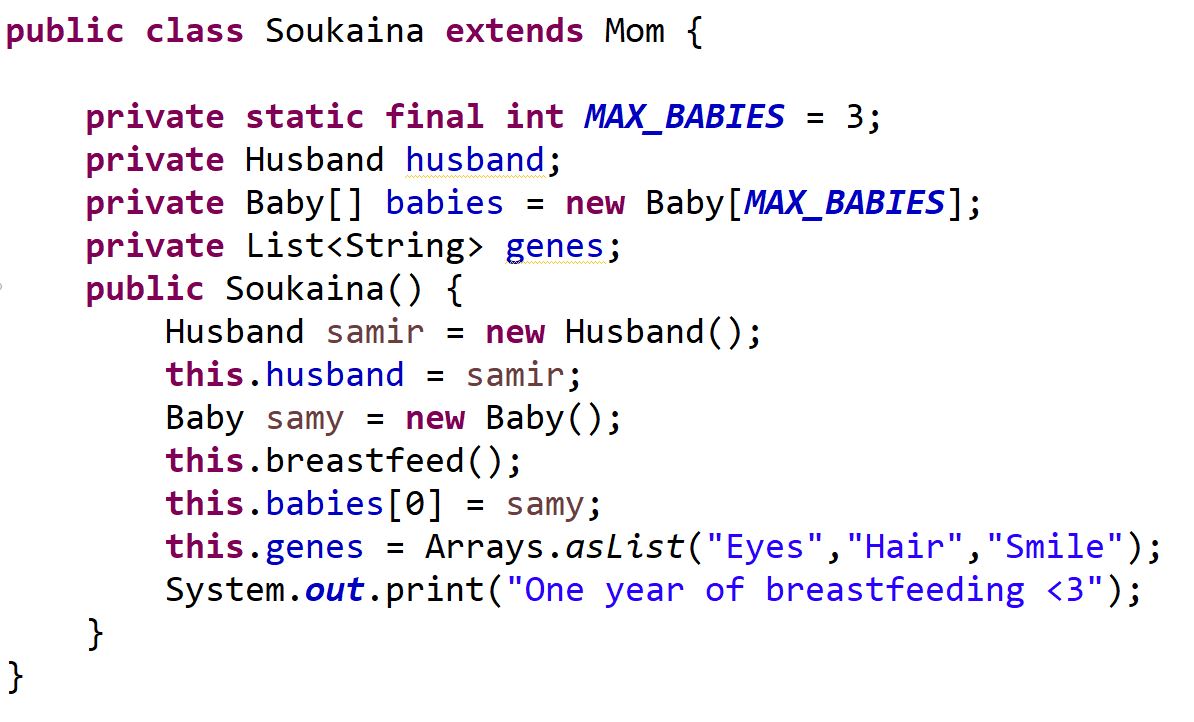 public class Soukaina extends Mom {
private static final int MAX_BABIES = 3;
private Husband husband;
private Baby[] babies = new Baby[MAX_BABIES];
private List<String> genes;
public Soukaina() {
Husband samir = new Husband();
this.husband = samir;
Baby samy = new Baby();
this.breastfeed();
this.babies[0] = samy;
this.genes = Arrays.asList("Eyes","Hair","Smile");
System.out.print("One year of breastfeeding <3");
}
}